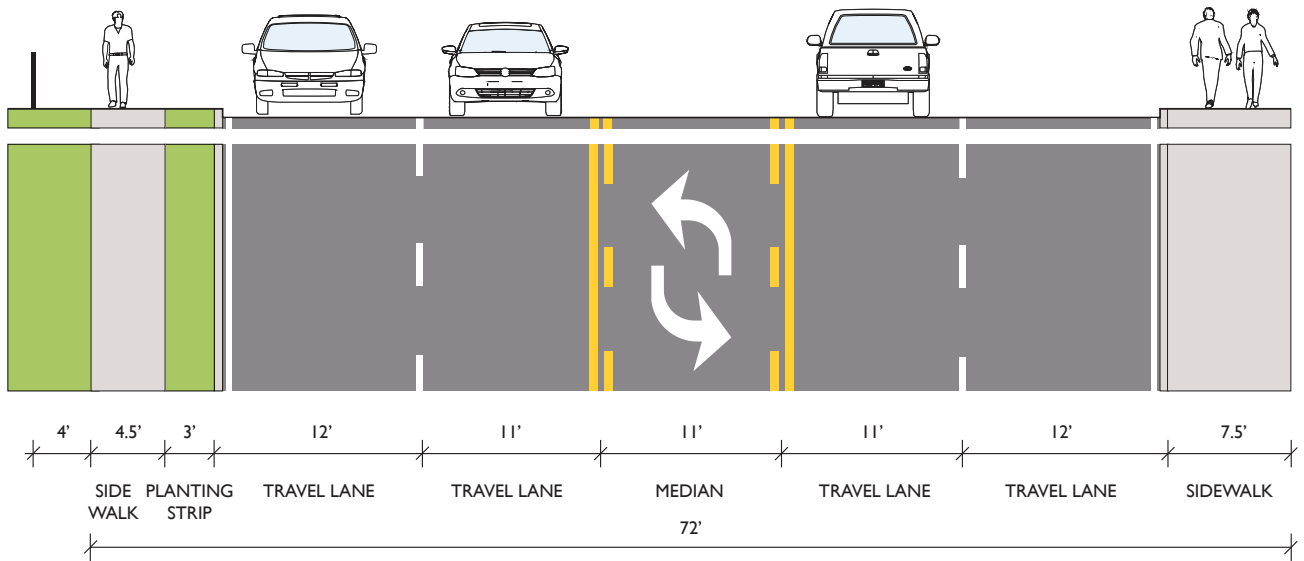 4’ 4.5’ 3’ 12’ 11’ 11’ 11’ 12’ 7.5’
SIDE PLANTING TRAVEL LANE TRAVEL LANE MEDIAN TRAVEL LANE TRAVEL LANE SIDEWALK
WALK STRIP
72’